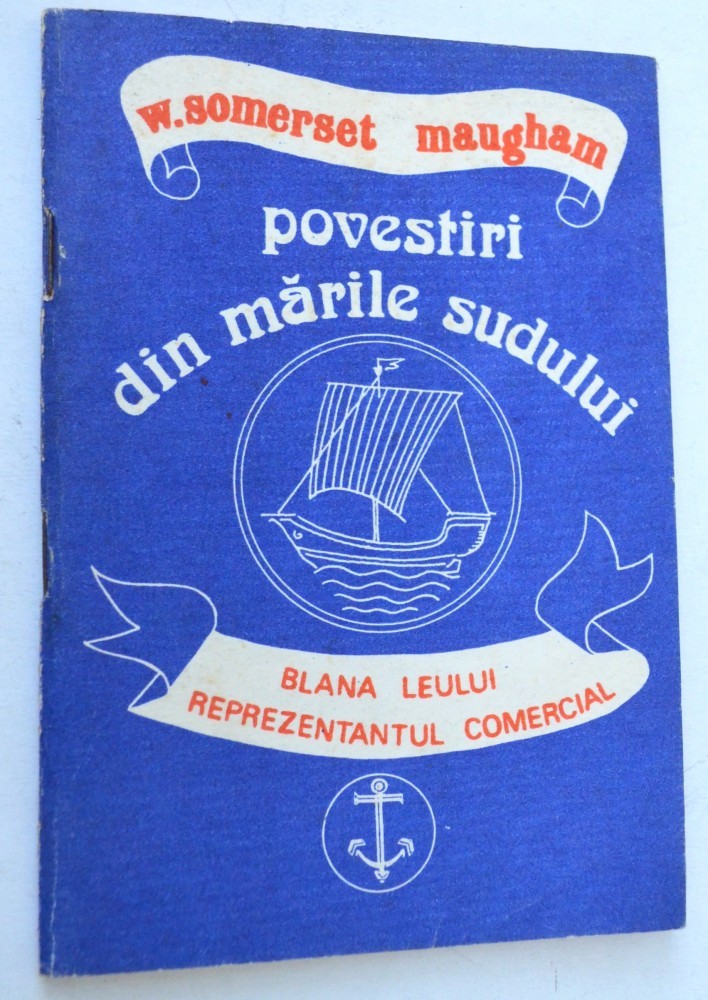 w.somerset maugham
povestiri
din mările sudului
BLANA LEULUI
REPREZENTANTUL COMERCIAL